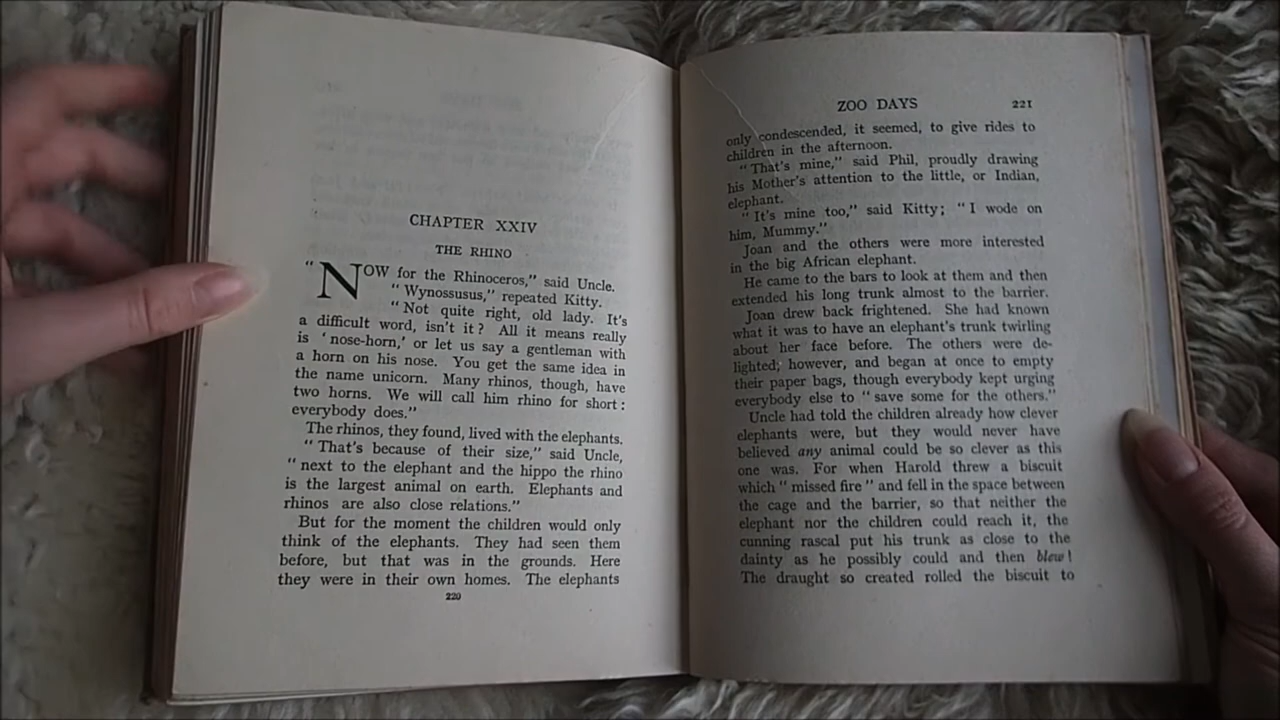 CHAPTER XXIV
THE RHINO
"NOW for the Rhinoceros," said Uncle.
"Wynossusus," repeated Kitty.
"Not quite right, old lady. It's
a difficult word, isn't it? All it means really
is 'nose-horn,' or let us say a gentleman with
a horn on his nose. You get the same idea in
the name unicorn. Many rhinos, though, have
two horns. We will call him rhino for short:
everybody does."
The rhinos, they found, lived with the elephants.
"That's because of their size," said Uncle,
"next to the elephant and the hippo the rhino
is the largest animal on earth. Elephants and
rhinos are also close relations."
But for the moment the children would only
think of the elephants. They had seen them
before, but that was in the grounds. Here
they were in their own homes. The elephants
220
ZOO DAYS 221
only condescended, it seemed, to give rides to
children in the afternoon.
"That's mine," said Phil, proudly drawing
his Mother's attention to the little, or Indian,
elephant.
"It's mine too," said Kitty; "I wode on
him, Mummy."
Joan and the others were more interested
in the big African elephant.
He came to the bars to look at them and then
extended his long trunk almost to the barrier.
Joan drew back frightened. She had known
what it was to have an elephant's trunk twirling
about her face before. The others were de-
lighted; however, and began at once to empty
their paper bags, though everybody kept urging
everybody else to "save some for the others."
Uncle had told the children already how clever
elephants were, but they would never have
believed any animal could be so clever as this
one was. For when Harold threw a biscuit
which "missed fire" and fell in the space between
the cage and the barrier, so that neither the
elephant nor the children could reach it, the
cunning rascal put his trunk as close to the
dainty as he possibly could and then blew!
The draught so created rolled the biscuit to